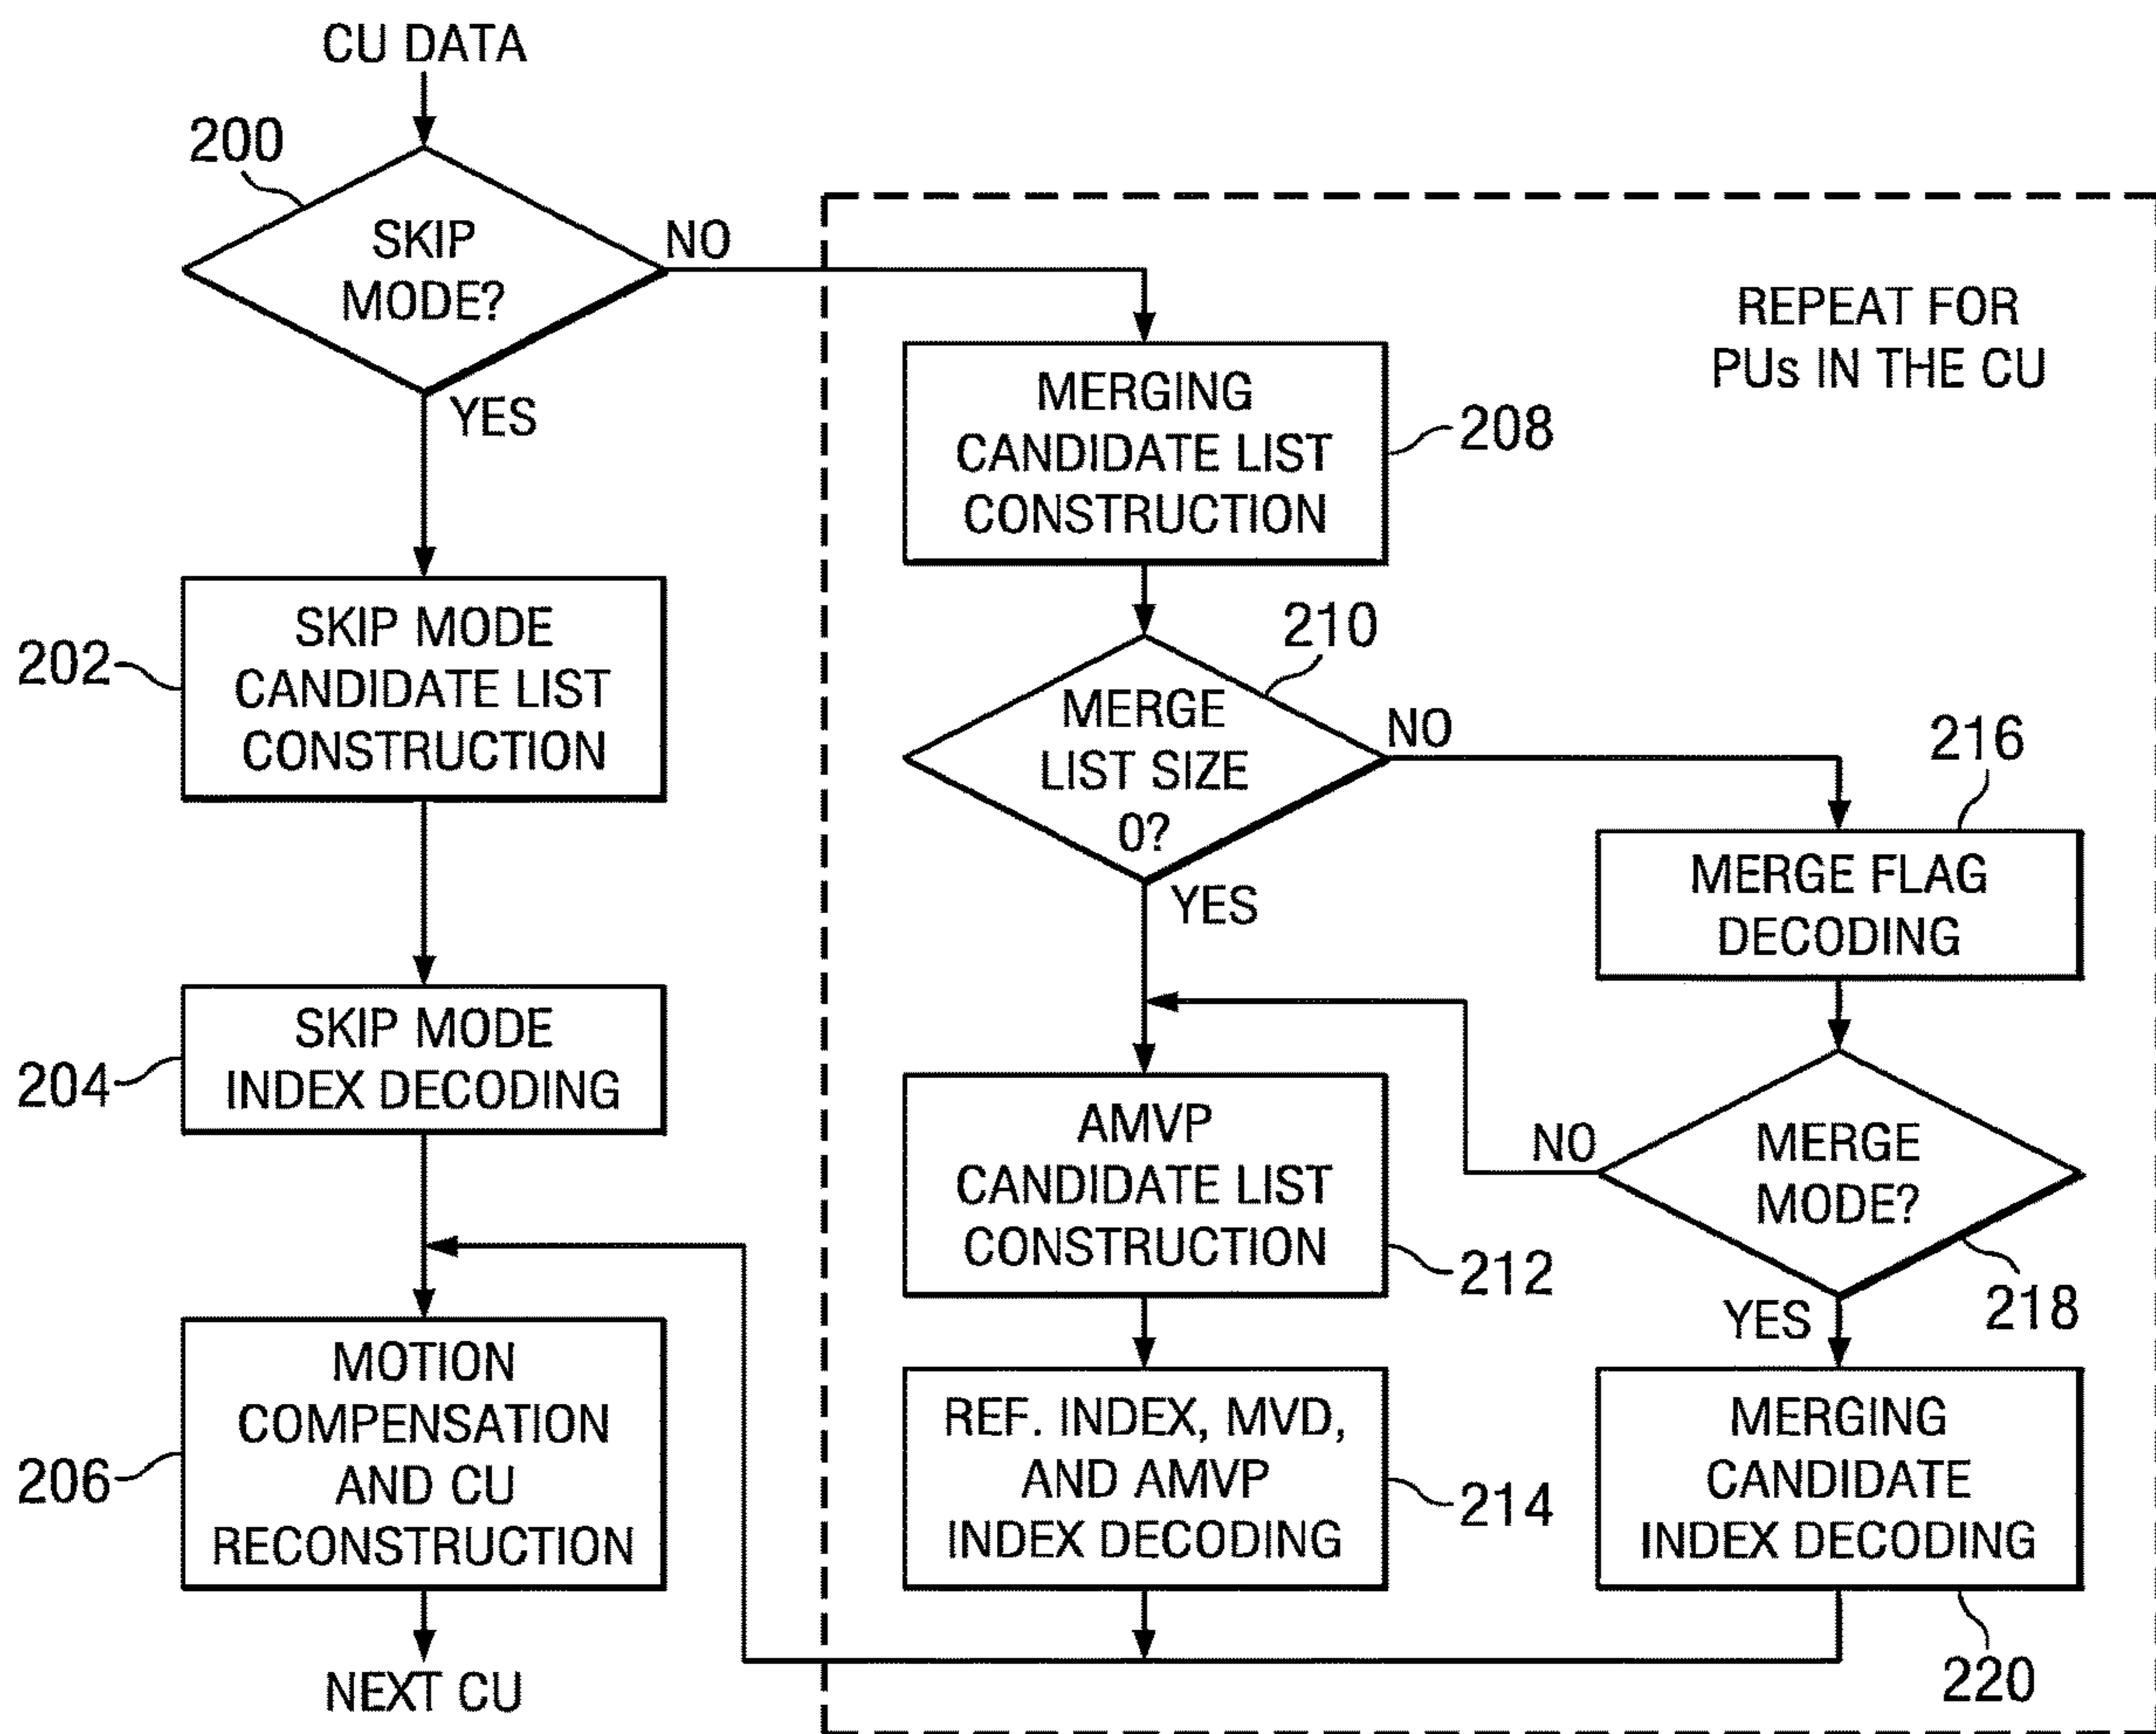 CU DATA
200
SKIP
MODE?
NO
YES
202
SKIP MODE
CANDIDATE LIST
CONSTRUCTION
204
SKIP MODE
INDEX DECODING
206
MOTION
COMPENSATION
AND CU
RECONSTRUCTION
NEXT CU
REPEAT FOR
PUs IN THE CU
MERGING
CANDIDATE LIST
CONSTRUCTION
208
210
MERGE
LIST SIZE
0?
NO
YES
216
MERGE FLAG
DECODING
AMVP
CANDIDATE LIST
CONSTRUCTION
212
NO
MERGE
MODE?
218
YES
REF. INDEX, MVD,
AND AMVP
INDEX DECODING
214
MERGING
CANDIDATE
INDEX DECODING
220